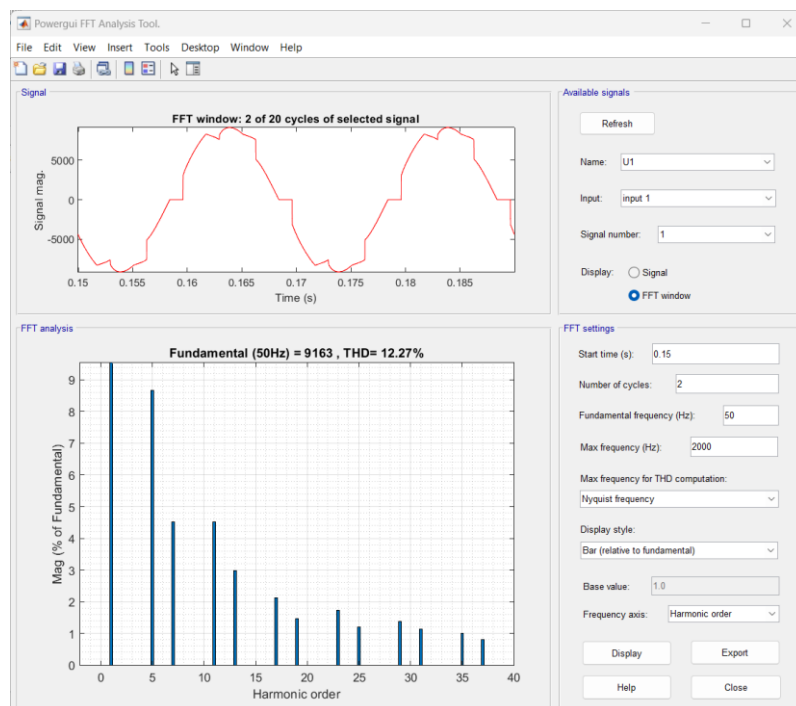 Powergui FFT Analysis Tool.
File Edit View Insert Tools Desktop Window Help
Signal
FFT window: 2 of 20 cycles of selected signal
Signal mag.
5000
0
-5000
0.15 0.155 0.16 0.165 0.17 0.175 0.18 0.185
Time (s)
Available signals
Refresh
Name: U1
Input: input 1
Signal number: 1
Display: Signal
FFT window
FFT analysis
Fundamental (50Hz) = 9163 , THD= 12.27%
Mag (% of Fundamental)
9
8
7
6
5
4
3
2
1
0
0 5 10 15 20 25 30 35 40
Harmonic order
FFT settings
Start time (s): 0.15
Number of cycles: 2
Fundamental frequency (Hz): 50
Max frequency (Hz): 2000
Max frequency for THD computation:
Nyquist frequency
Display style:
Bar (relative to fundamental)
Base value: 1.0
Frequency axis: Harmonic order
Display Export
Help Close